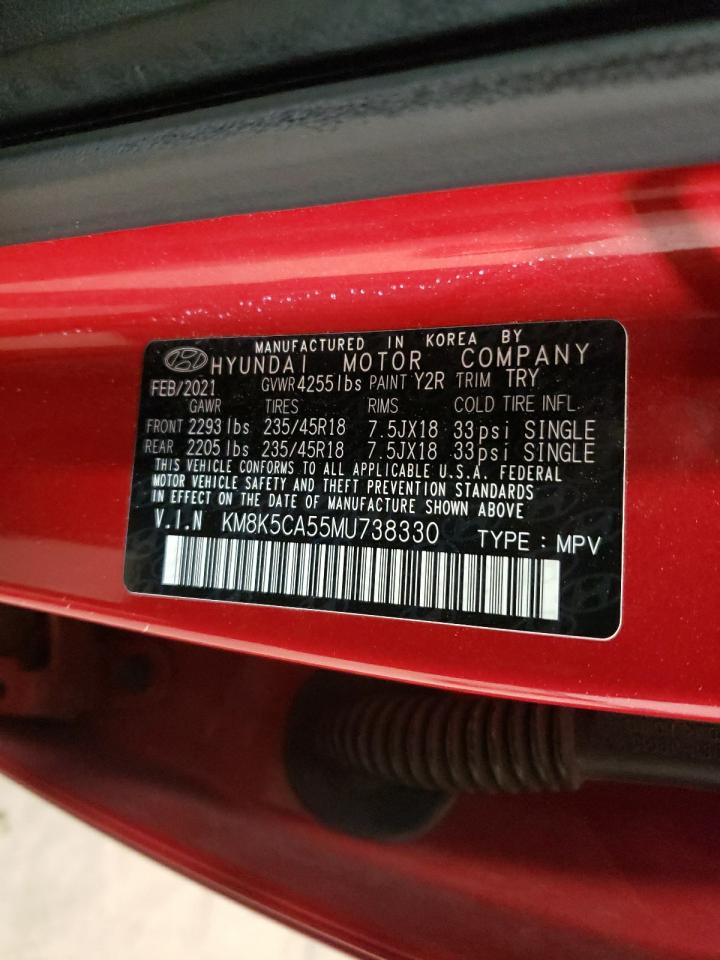 MANUFACTURED IN KOREA BY
HYUNDAI MOTOR COMPANY
FEB/2021 GVWR 4255lbs PAINT Y2R TRIM TRY
GAWR TIRES RIMS COLD TIRE INFL.
FRONT 2293 lbs 235/45R18 7.5JX18 33psi SINGLE
REAR 2205 lbs 235/45R18 7.5JX18 33psi SINGLE
THIS VEHICLE CONFORMS TO ALL APPLICABLE U.S.A. FEDERAL
MOTOR VEHICLE SAFETY AND THEFT PREVENTION STANDARDS
IN EFFECT ON THE DATE OF MANUFACTURE SHOWN ABOVE
V.I.N KM8K5CA55MU738330 TYPE : MPV